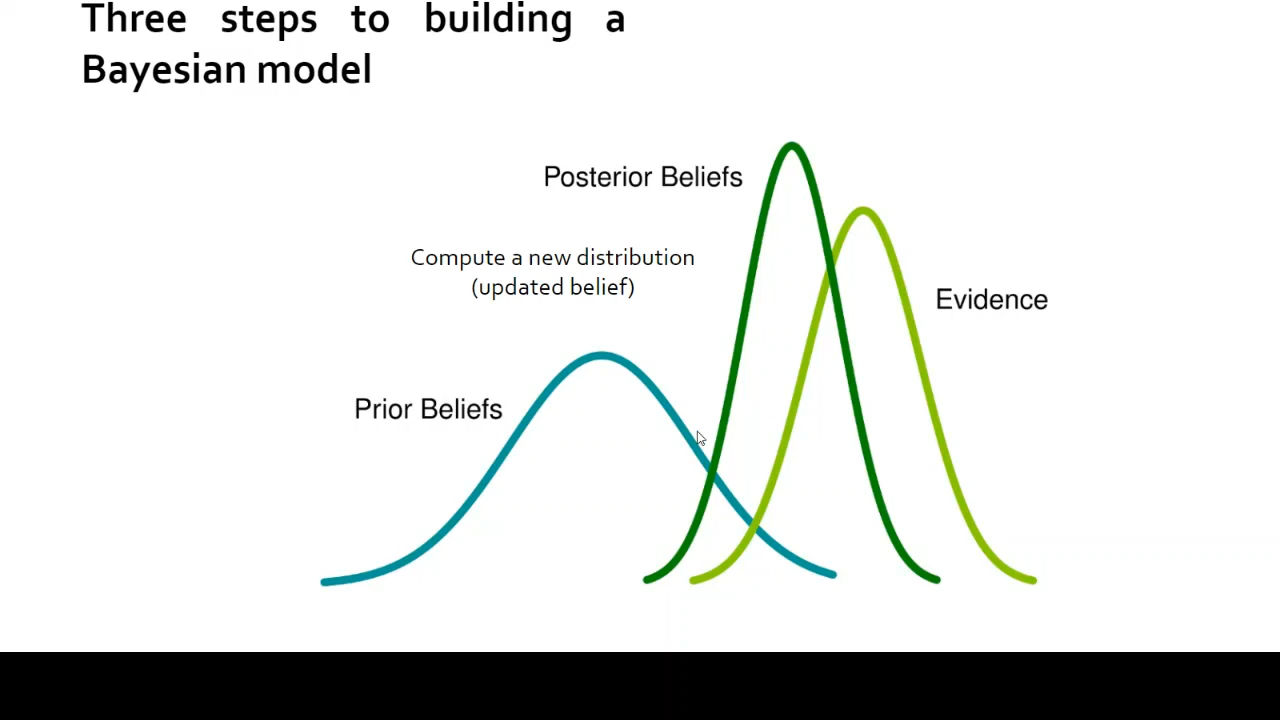 Three steps to building a
Bayesian model
Posterior Beliefs
Compute a new distribution
(updated belief)
Evidence
Prior Beliefs